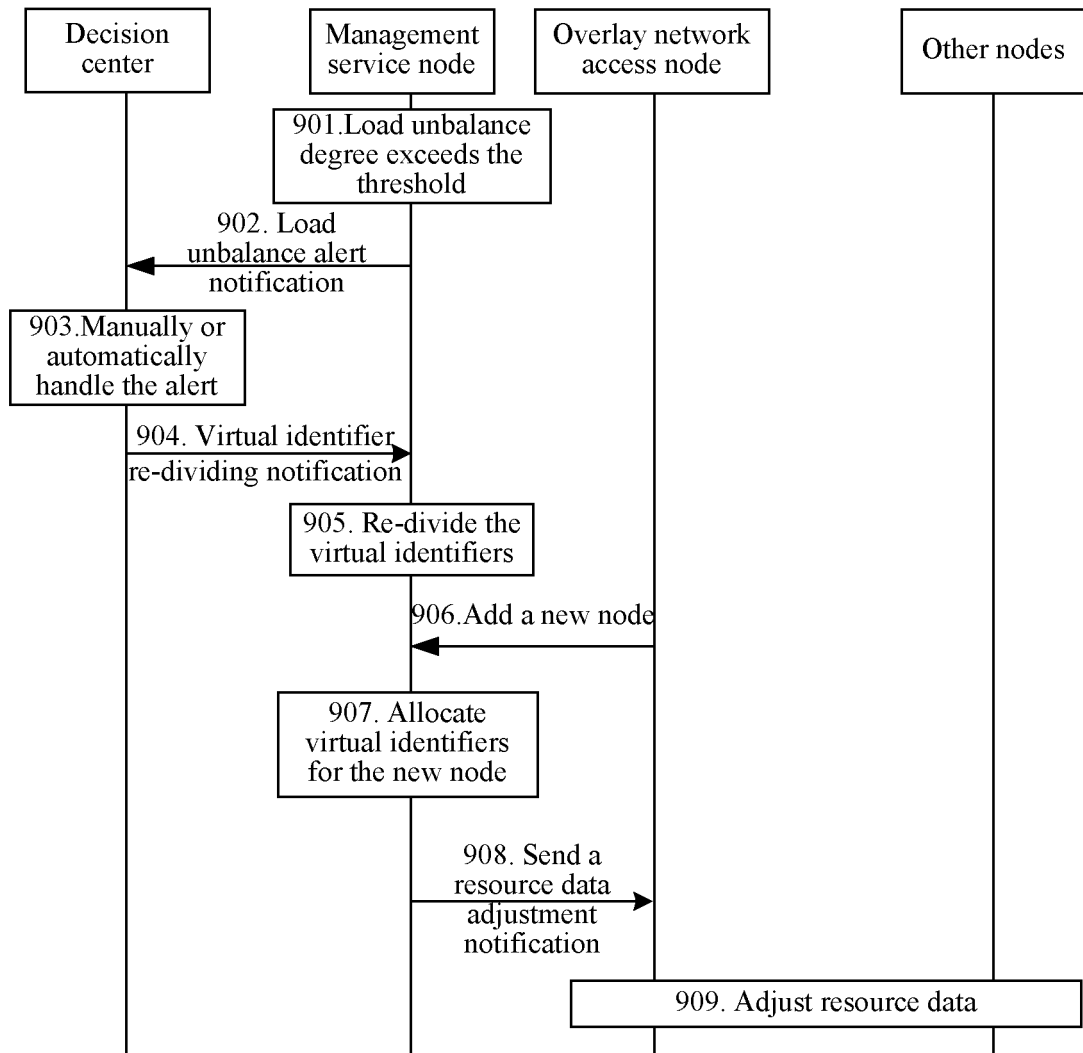 Decision
center
Management
service node
Overlay network
access node
Other nodes
901.Load unbalance
degree exceeds the
threshold
902. Load
unbalance alert
notification
903.Manually or
automatically
handle the alert
904. Virtual identifier
re-dividing notification
905. Re-divide the
virtual identifiers
906.Add a new node
907. Allocate
virtual identifiers
for the new node
908. Send a
resource data
adjustment
notification
909. Adjust resource data